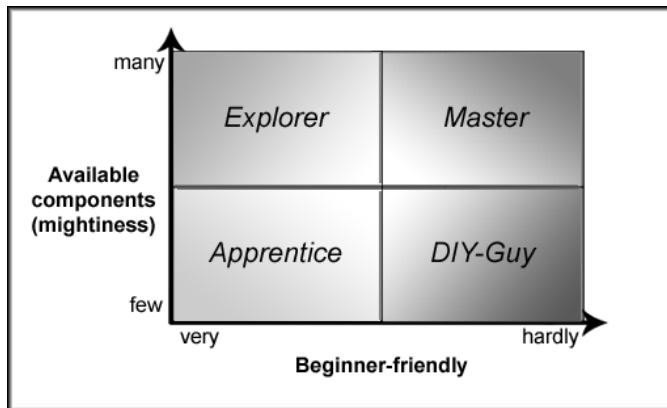 many
Explorer
Master
Available
components
(mightiness)
Apprentice
DIY-Guy
few
very
hardly
Beginner-friendly